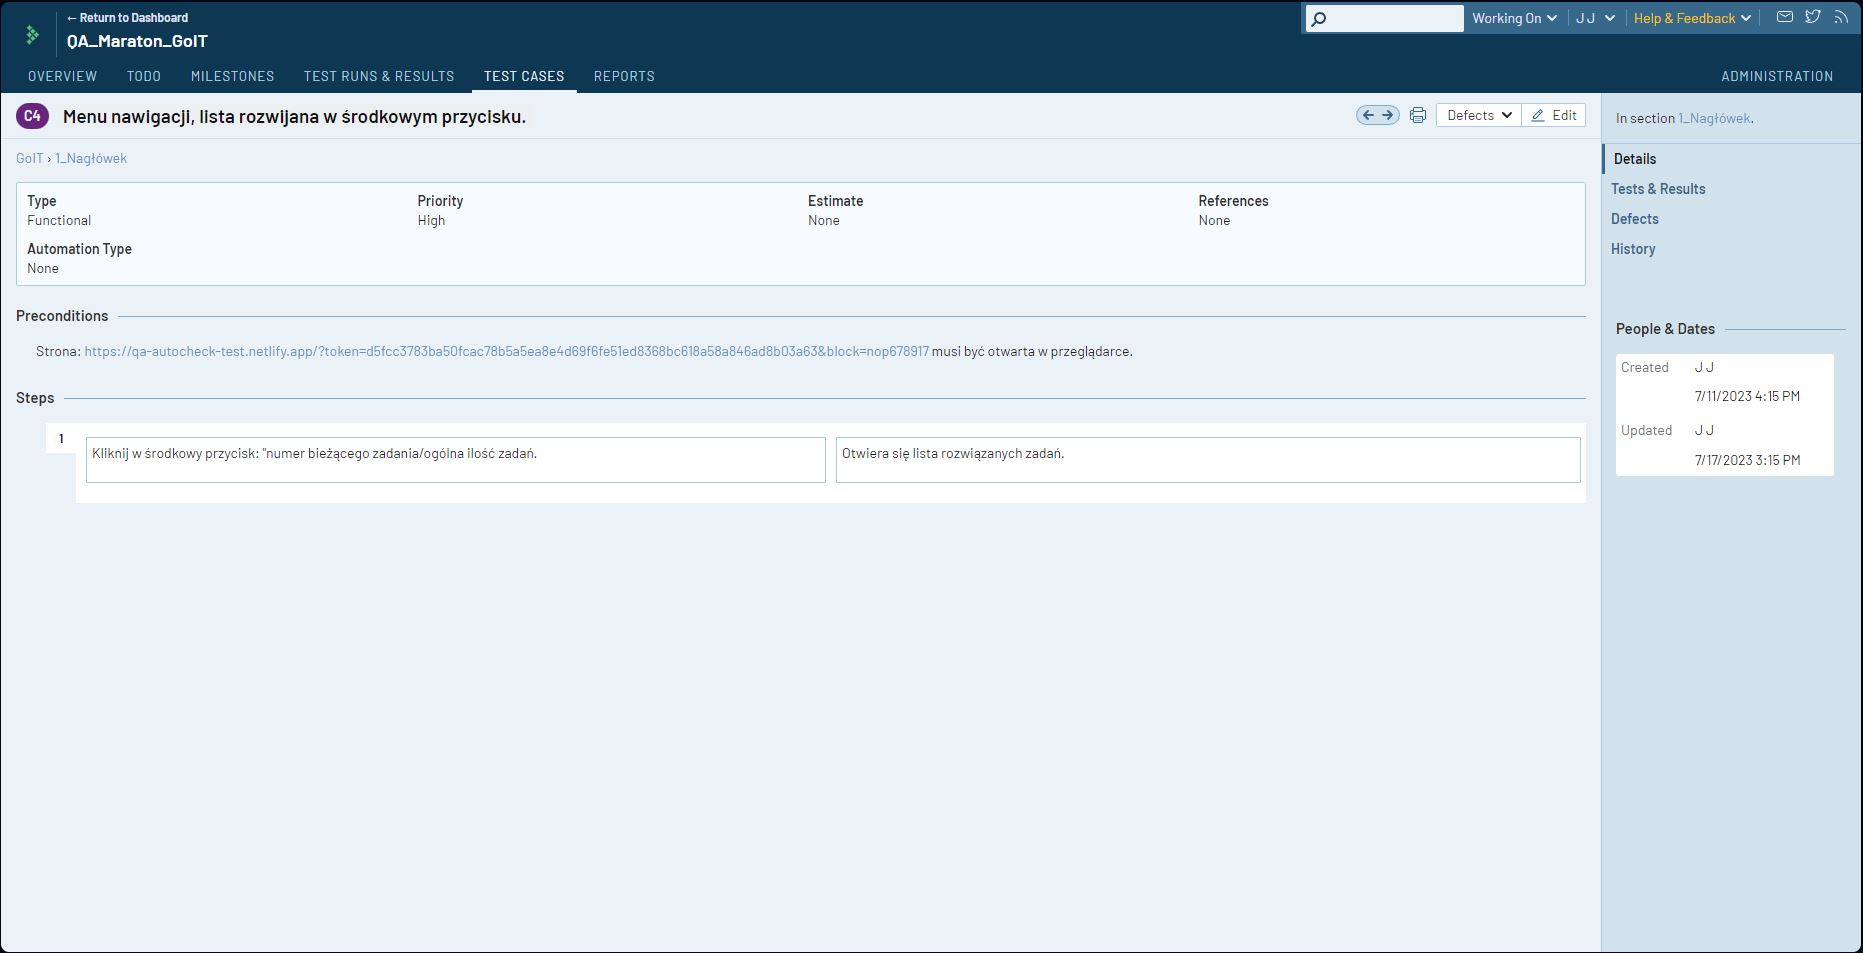 ← Return to Dashboard
QA_Maraton_GoIT
Working On
J J
Help & Feedback
OVERVIEW TODO MILESTONES TEST RUNS & RESULTS TEST CASES REPORTS ADMINISTRATION
C4 Menu nawigacji, lista rozwijana w środkowym przycisku.
Defects Edit
GoIT › 1_Nagłówek
Type Priority Estimate References
Functional High None None
Automation Type
None
Preconditions
Strona: https://qa-autocheck-test.netlify.app/?token=d5fcc3783ba50fcac78b5a5ea8e4d69f6fe51ed8368bc618a58a846ad8b03a63&block=nop678917 musi być otwarta w przeglądarce.
Steps
1
Kliknij w środkowy przycisk: "numer bieżącego zadania/ogólna ilość zadań.
Otwiera się lista rozwiązanych zadań.
In section 1_Nagłówek.
Details
Tests & Results
Defects
History
People & Dates
Created J J
7/11/2023 4:15 PM
Updated J J
7/17/2023 3:15 PM